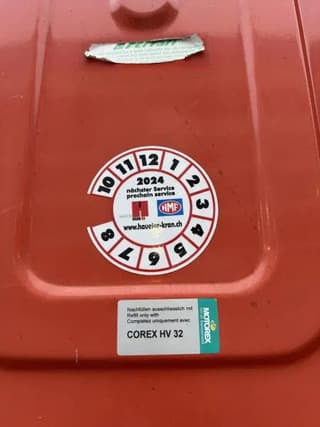 10 11 12 1 2 3 4 5 6 7 8
2024
nächster Service
prochain service
H HMF
www.haueter-kran.ch
Nachfüllen ausschliesslich mit
Refill only with
Complétez uniquement avec
COREX HV 32
MOTOREX